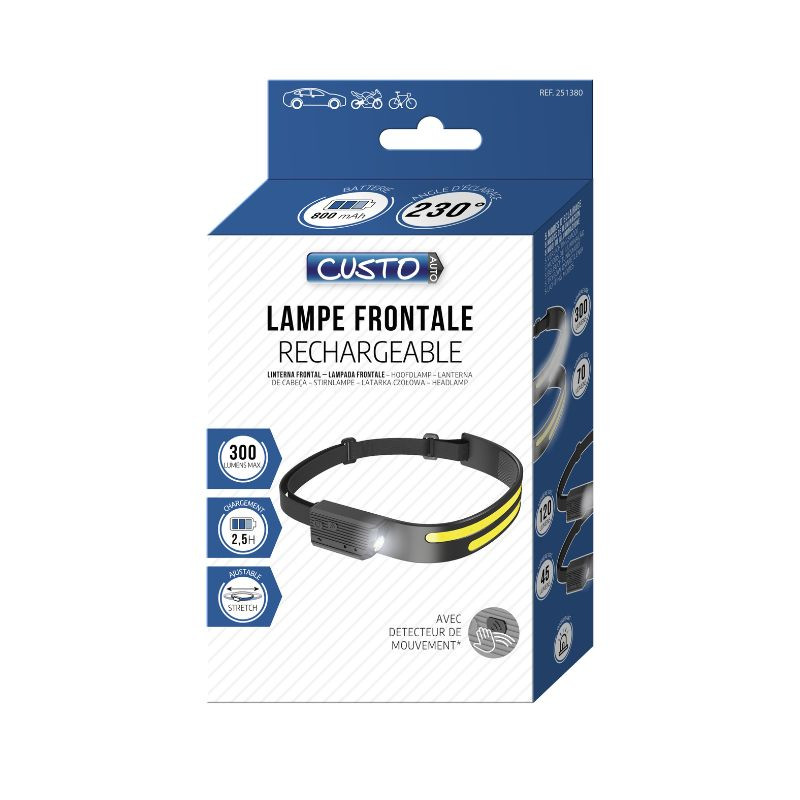 REF. 251380
BATTERIE
800 mAh
ANGLE D'ÉCLAIRAGE
230°
CUSTO
AUTO
LAMPE FRONTALE
RECHARGEABLE
LINTERNA FRONTAL – LAMPADA FRONTALE – HOOFDLAMP – LANTERNA
DE CABEÇA – STIRNLAMPE – LATARKA CZOŁOWA – HEADLAMP
300
LUMENS MAX.
CHARGEMENT
2,5H
AJUSTABLE
STRETCH
AVEC
DETECTEUR DE
MOUVEMENT*
300
70
120
45